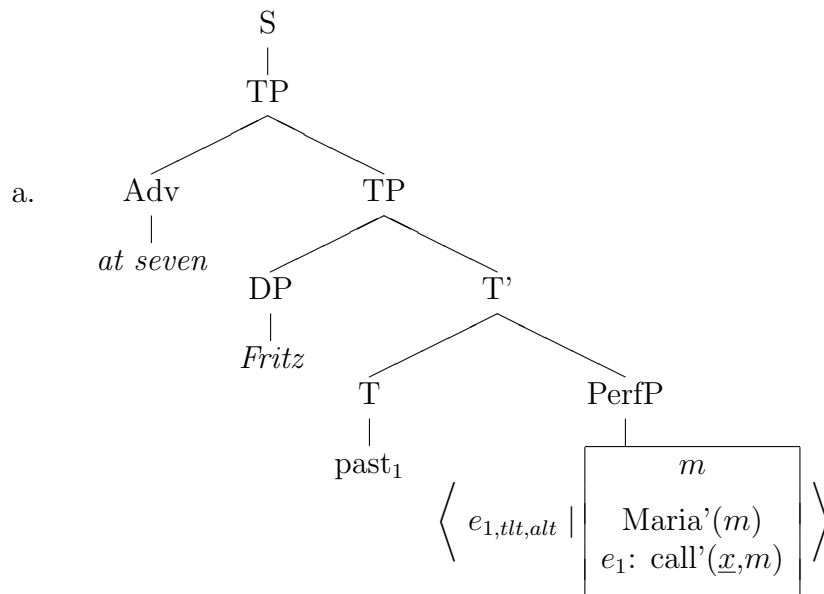 S
TP
a. Adv TP
at seven DP T’
Fritz T PerfP
past₁ m
⟨ e₁,tlt,alt | Maria’(m) ⟩
e₁: call’(x,m)